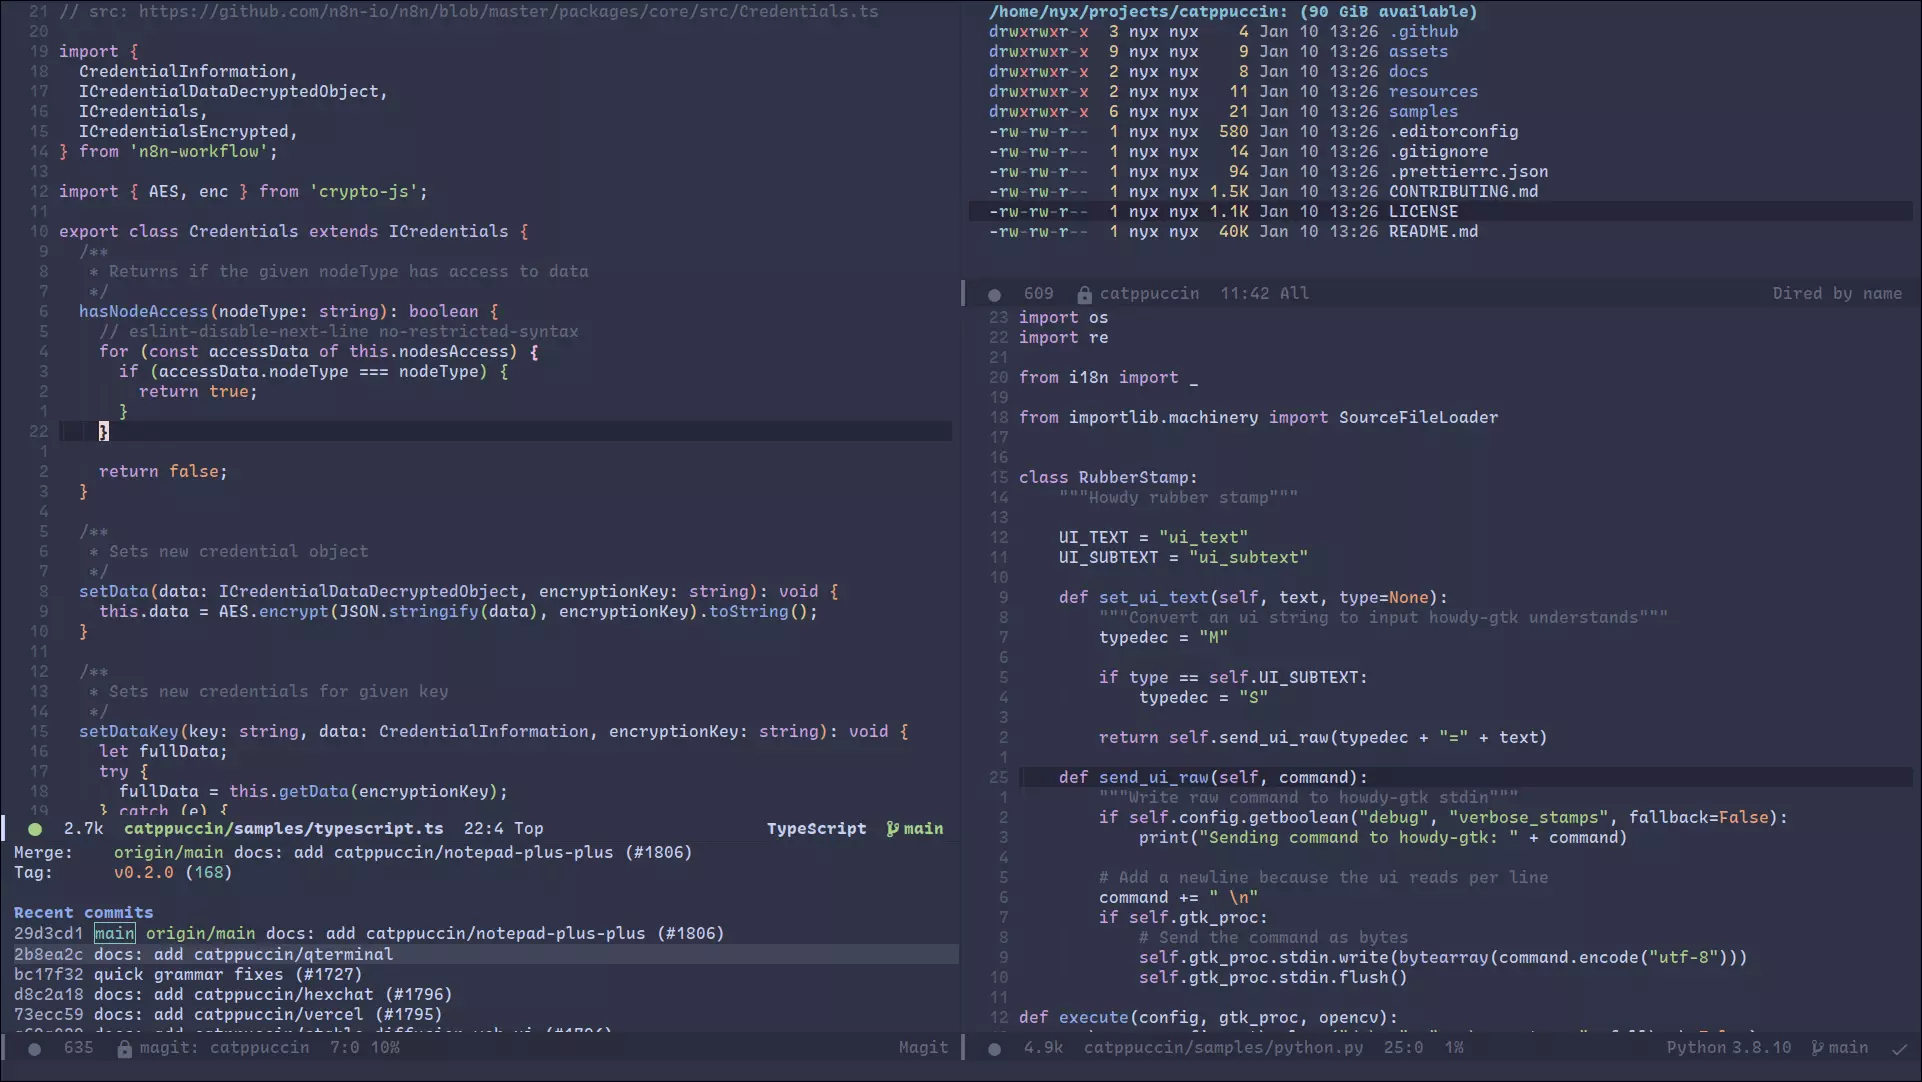 21 // src: https://github.com/n8n-io/n8n/blob/master/packages/core/src/Credentials.ts
20
19 import {
18   CredentialInformation,
17   ICredentialDataDecryptedObject,
16   ICredentials,
15   ICredentialsEncrypted,
14 } from 'n8n-workflow';
13
12 import { AES, enc } from 'crypto-js';
11
10 export class Credentials extends ICredentials {
9   /**
8    * Returns if the given nodeType has access to data
7    */
6   hasNodeAccess(nodeType: string): boolean {
5     // eslint-disable-next-line no-restricted-syntax
4     for (const accessData of this.nodesAccess) {
3       if (accessData.nodeType === nodeType) {
2         return true;
1       }
22     }
1
2     return false;
3   }
4
5   /**
6    * Sets new credential object
7    */
8   setData(data: ICredentialDataDecryptedObject, encryptionKey: string): void {
9     this.data = AES.encrypt(JSON.stringify(data), encryptionKey).toString();
10   }
11
12   /**
13    * Sets new credentials for given key
14    */
15   setDataKey(key: string, data: CredentialInformation, encryptionKey: string): void {
16     let fullData;
17     try {
18       fullData = this.getData(encryptionKey);
19     } catch (e) {
2.7k catppuccin/samples/typescript.ts 22:4 Top TypeScript main
Merge:    origin/main docs: add catppuccin/notepad-plus-plus (#1806)
Tag:      v0.2.0 (168)
Recent commits
29d3cd1 main origin/main docs: add catppuccin/notepad-plus-plus (#1806)
2b8ea2c docs: add catppuccin/qterminal
bc17f32 quick grammar fixes (#1727)
d8c2a18 docs: add catppuccin/hexchat (#1796)
73ecc59 docs: add catppuccin/vercel (#1795)
635 magit: catppuccin 7:0 10% Magit
/home/nyx/projects/catppuccin: (90 GiB available)
drwxrwxr-x  3 nyx nyx    4 Jan 10 13:26 .github
drwxrwxr-x  9 nyx nyx    9 Jan 10 13:26 assets
drwxrwxr-x  2 nyx nyx    8 Jan 10 13:26 docs
drwxrwxr-x  2 nyx nyx   11 Jan 10 13:26 resources
drwxrwxr-x  6 nyx nyx   21 Jan 10 13:26 samples
-rw-rw-r--  1 nyx nyx  580 Jan 10 13:26 .editorconfig
-rw-rw-r--  1 nyx nyx   14 Jan 10 13:26 .gitignore
-rw-rw-r--  1 nyx nyx   94 Jan 10 13:26 .prettierrc.json
-rw-rw-r--  1 nyx nyx 1.5K Jan 10 13:26 CONTRIBUTING.md
-rw-rw-r--  1 nyx nyx 1.1K Jan 10 13:26 LICENSE
-rw-rw-r--  1 nyx nyx  40K Jan 10 13:26 README.md
609 catppuccin 11:42 All Dired by name
23 import os
22 import re
21
20 from i18n import _
19
18 from importlib.machinery import SourceFileLoader
17
16
15 class RubberStamp:
14     """Howdy rubber stamp"""
13
12     UI_TEXT = "ui_text"
11     UI_SUBTEXT = "ui_subtext"
10
9     def set_ui_text(self, text, type=None):
8         """Convert an ui string to input howdy-gtk understands"""
7         typedec = "M"
6
5         if type == self.UI_SUBTEXT:
4             typedec = "S"
3
2         return self.send_ui_raw(typedec + "=" + text)
1
25     def send_ui_raw(self, command):
1         """Write raw command to howdy-gtk stdin"""
2         if self.config.getboolean("debug", "verbose_stamps", fallback=False):
3             print("Sending command to howdy-gtk: " + command)
4
5         # Add a newline because the ui reads per line
6         command += " \n"
7         if self.gtk_proc:
8             # Send the command as bytes
9             self.gtk_proc.stdin.write(bytearray(command.encode("utf-8")))
10             self.gtk_proc.stdin.flush()
11
12 def execute(config, gtk_proc, opencv):
4.9k catppuccin/samples/python.py 25:0 1% Python 3.8.10 main